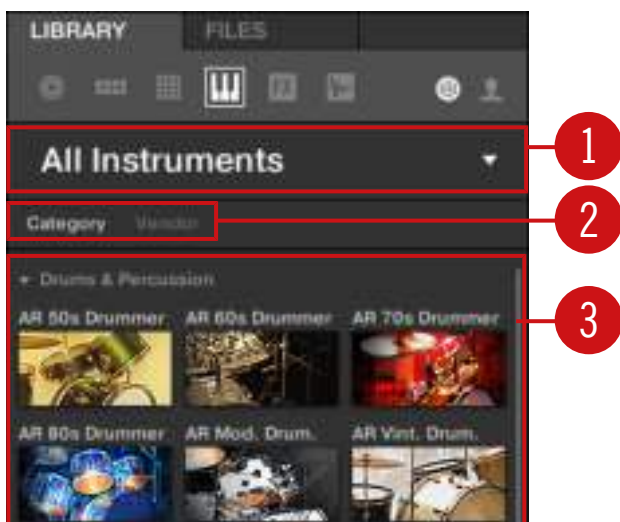 LIBRARY FILES
All Instruments
1
Category Vendor
2
Drums & Percussion
AR 50s Drummer AR 60s Drummer AR 70s Drummer
3
AR 80s Drummer AR Mod. Drum. AR Vint. Drum.